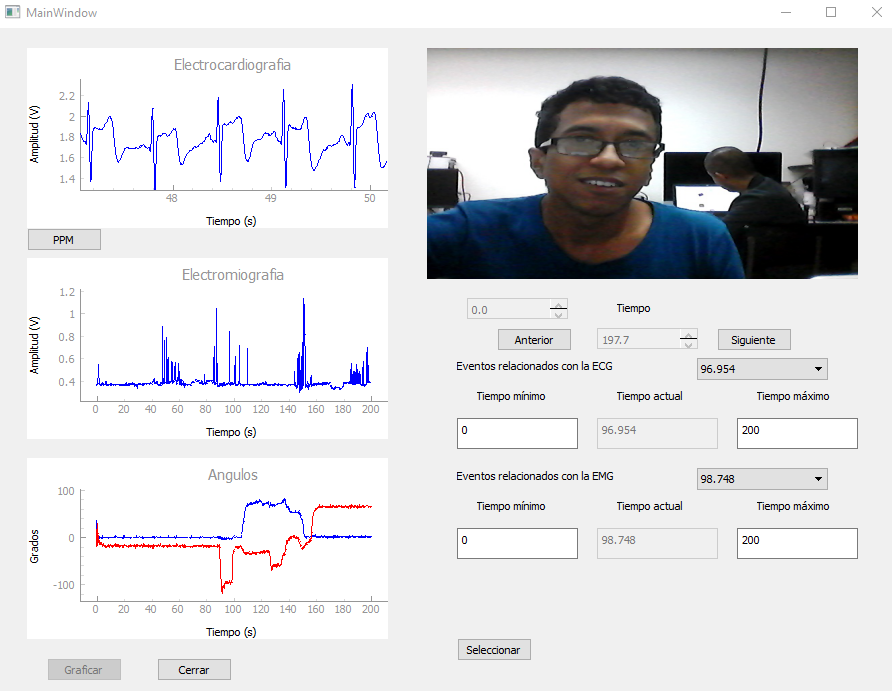 MainWindow
Electrocardiografia
Amplitud (V)
2.2
2
1.8
1.6
1.4
48
49
50
Tiempo (s)
PPM
Electromiografia
Amplitud (V)
1.2
1
0.8
0.6
0.4
0 20 40 60 80 100 120 140 160 180 200
Tiempo (s)
Angulos
Grados
100
0
-100
0 20 40 60 80 100 120 140 160 180 200
Tiempo (s)
Graficar
Cerrar
0.0
Tiempo
Anterior
197.7
Siguiente
Eventos relacionados con la ECG
96.954
Tiempo mínimo
Tiempo actual
Tiempo máximo
0
96.954
200
Eventos relacionados con la EMG
98.748
Tiempo mínimo
Tiempo actual
Tiempo máximo
0
98.748
200
Seleccionar